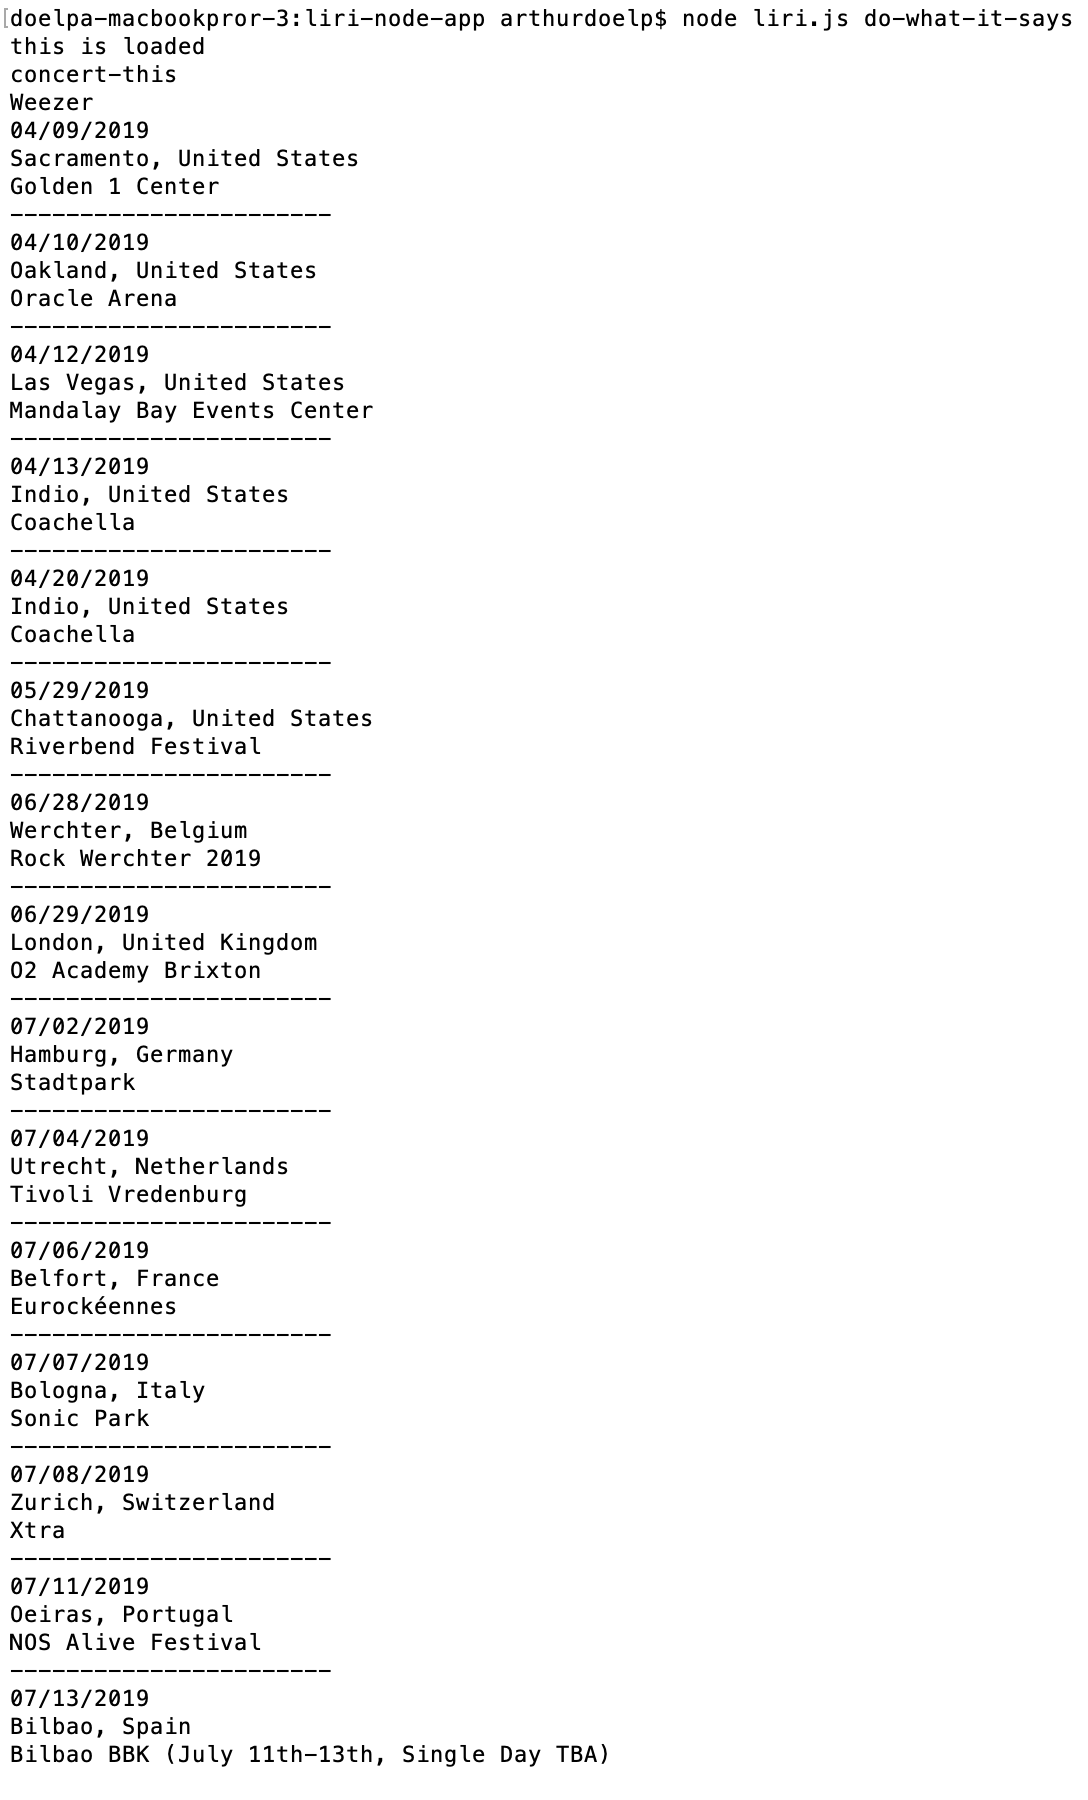 [doelpa-macbookpror-3:liri-node-app arthurdoelp$ node liri.js do-what-it-says
this is loaded
concert-this
Weezer
04/09/2019
Sacramento, United States
Golden 1 Center
-----------------------
04/10/2019
Oakland, United States
Oracle Arena
-----------------------
04/12/2019
Las Vegas, United States
Mandalay Bay Events Center
-----------------------
04/13/2019
Indio, United States
Coachella
-----------------------
04/20/2019
Indio, United States
Coachella
-----------------------
05/29/2019
Chattanooga, United States
Riverbend Festival
-----------------------
06/28/2019
Werchter, Belgium
Rock Werchter 2019
-----------------------
06/29/2019
London, United Kingdom
O2 Academy Brixton
-----------------------
07/02/2019
Hamburg, Germany
Stadtpark
-----------------------
07/04/2019
Utrecht, Netherlands
Tivoli Vredenburg
-----------------------
07/06/2019
Belfort, France
Eurockéennes
-----------------------
07/07/2019
Bologna, Italy
Sonic Park
-----------------------
07/08/2019
Zurich, Switzerland
Xtra
-----------------------
07/11/2019
Oeiras, Portugal
NOS Alive Festival
-----------------------
07/13/2019
Bilbao, Spain
Bilbao BBK (July 11th-13th, Single Day TBA)